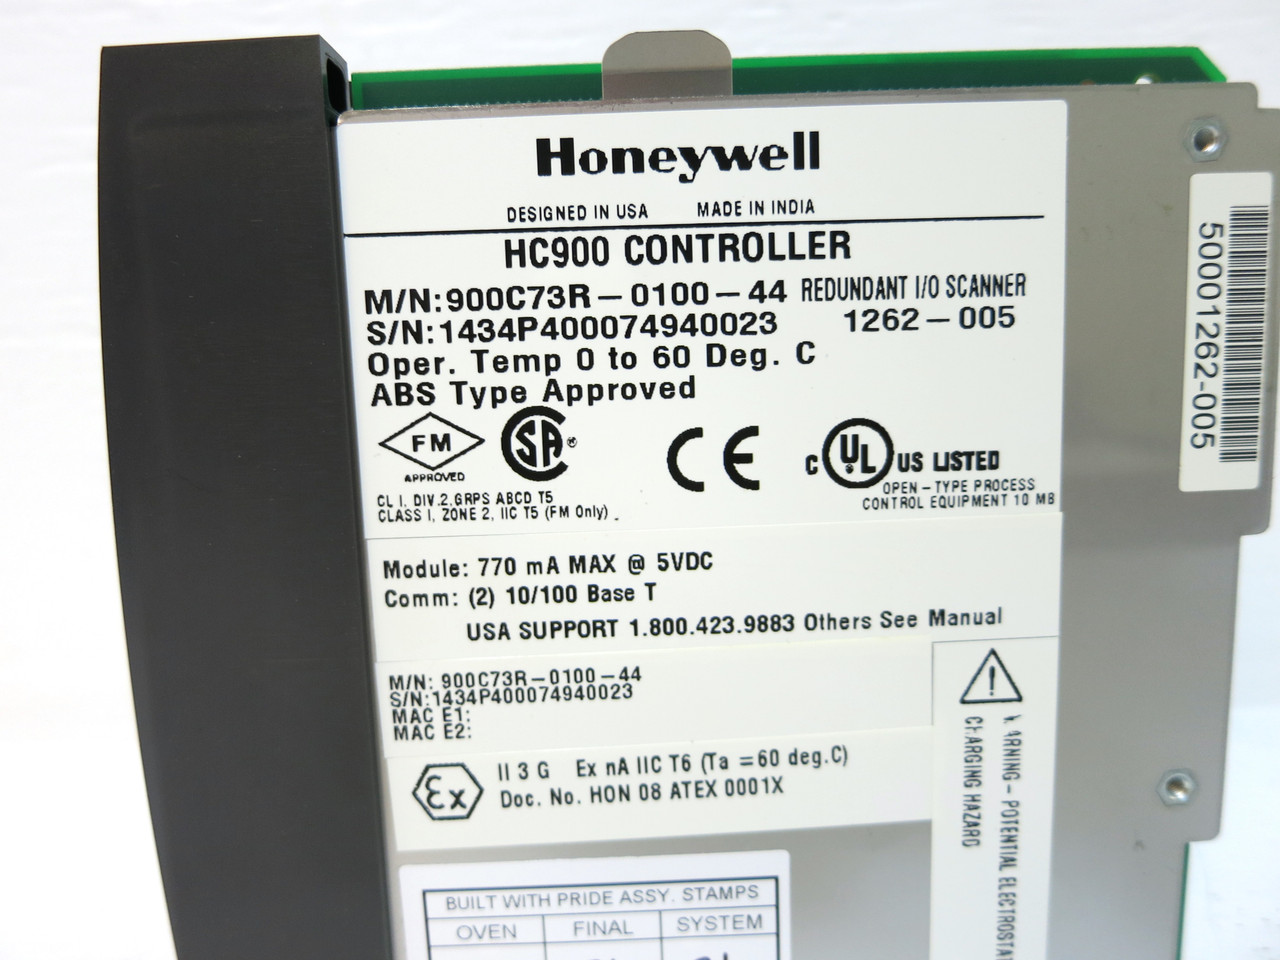 Honeywell
DESIGNED IN USA MADE IN INDIA
HC900 CONTROLLER
M/N:900C73R-0100-44 REDUNDANT I/O SCANNER
S/N:1434P400074940023 1262-005
Oper. Temp 0 to 60 Deg. C
ABS Type Approved
FM
APPROVED
SA ®
CE
C UL US LISTED
OPEN-TYPE PROCESS
CONTROL EQUIPMENT 10 MB
CL I, DIV.2,GRPS ABCD T5
CLASS I, ZONE 2, IIC T5 (FM Only)
Module: 770 mA MAX @ 5VDC
Comm: (2) 10/100 Base T
USA SUPPORT 1.800.423.9883 Others See Manual
M/N: 900C73R-0100-44
S/N:1434P400074940023
MAC E1:
MAC E2:
Ex
II 3 G Ex nA IIC T6 (Ta =60 deg.C)
Doc. No. HON 08 ATEX 0001X
WARNING - POTENTIAL
CHARGING HAZARD
50001262-005
BUILT WITH PRIDE ASSY. STAMPS
OVEN FINAL SYSTEM